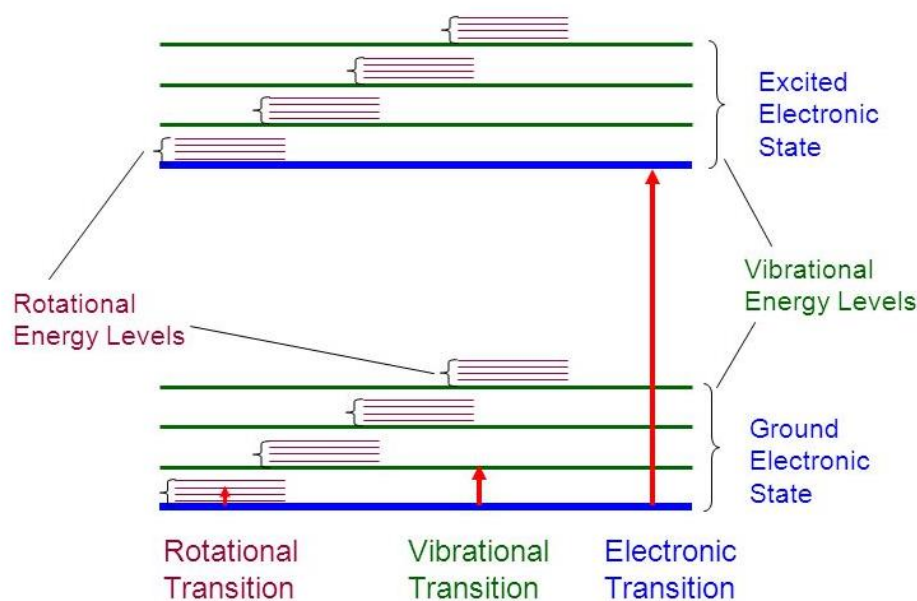 Excited
Electronic
State
Rotational
Energy Levels
Vibrational
Energy Levels
Ground
Electronic
State
Rotational
Transition
Vibrational
Transition
Electronic
Transition